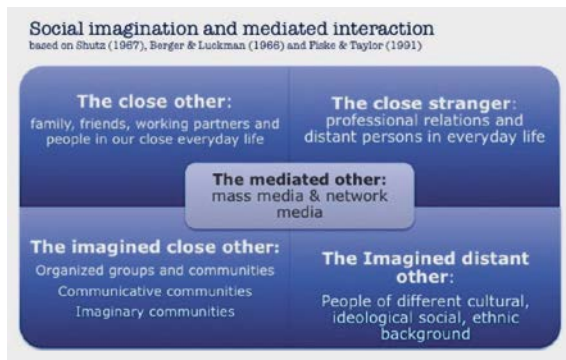 Social imagination and mediated interaction
based on Shutz (1967), Berger & Luckman (1966) and Fiske & Taylor (1991)
The close other:
family, friends, working partners and
people in our close everyday life
The close stranger:
professional relations and
distant persons in everyday life
The mediated other:
mass media & network
media
The imagined close other:
Organized groups and communities
Communicative communities
Imaginary communities
The Imagined distant
other:
People of different cultural,
ideological social, ethnic
background